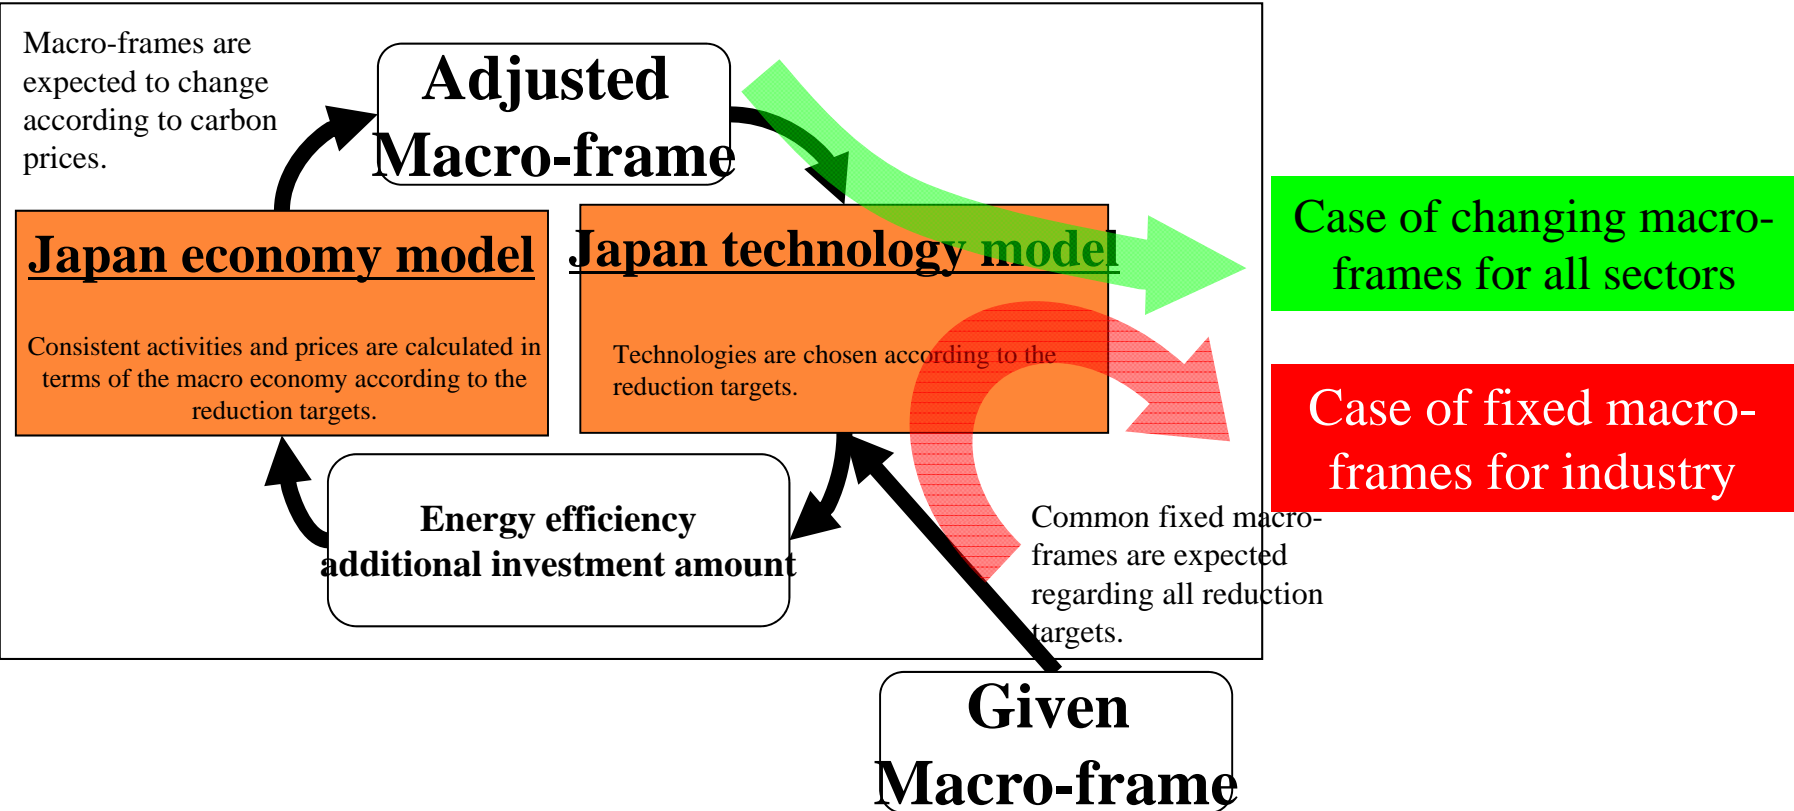 Macro-frames are
expected to change
according to carbon
prices.
Adjusted
Macro-frame
Japan economy model
Consistent activities and prices are calculated in
terms of the macro economy according to the
reduction targets.
Japan technology model
Technologies are chosen according to the
reduction targets.
Case of changing macro-
frames for all sectors
Case of fixed macro-
frames for industry
Energy efficiency
additional investment amount
Common fixed macro-
frames are expected
regarding all reduction
targets.
Given
Macro-frame